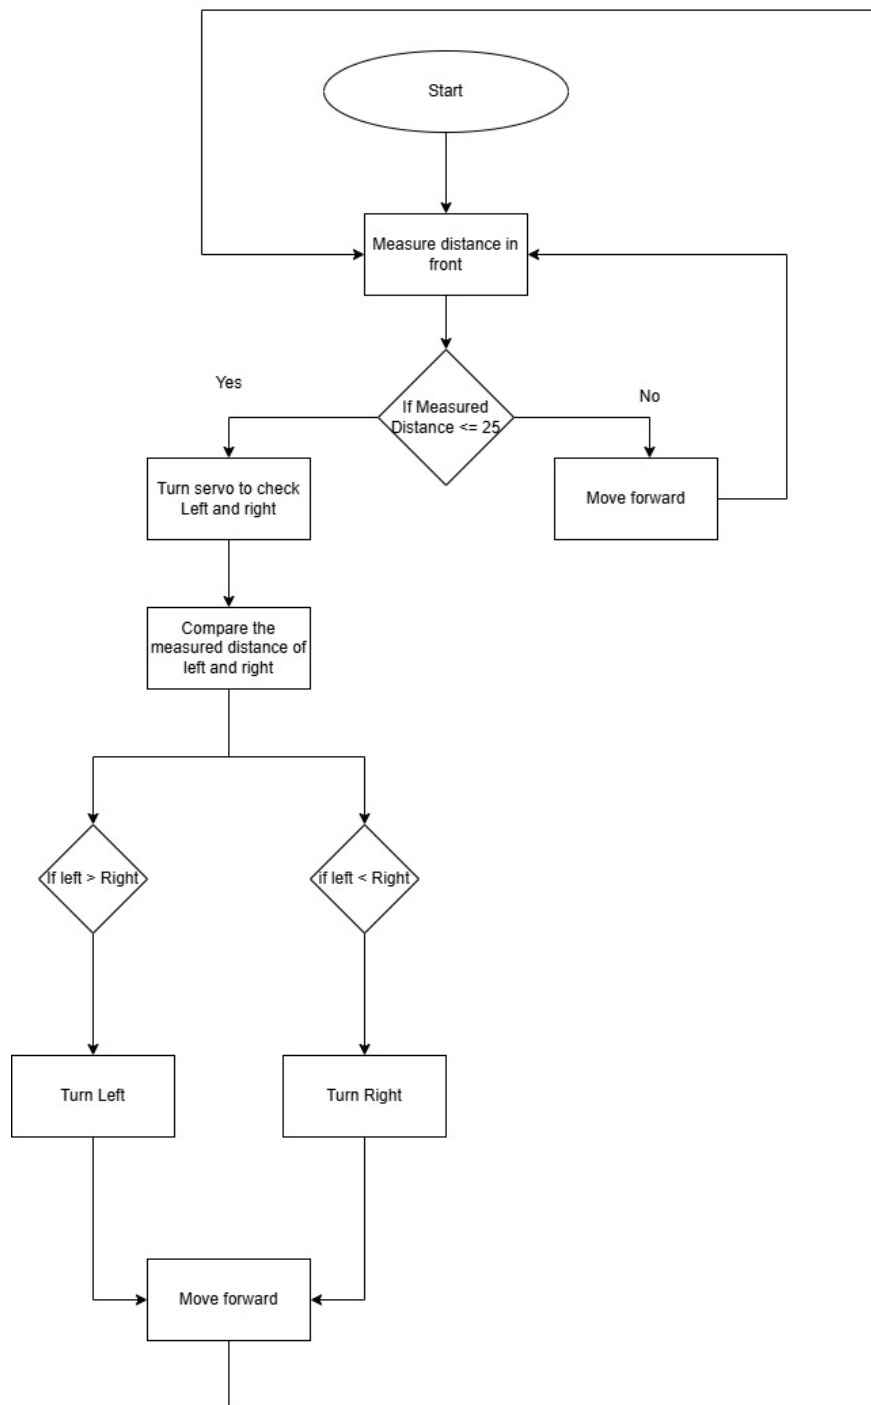 Start
Measure distance in
front
Yes
No
If Measured
Distance <= 25
Turn servo to check
Left and right
Move forward
Compare the
measured distance of
left and right
If left > Right
if left < Right
Turn Left
Turn Right
Move forward